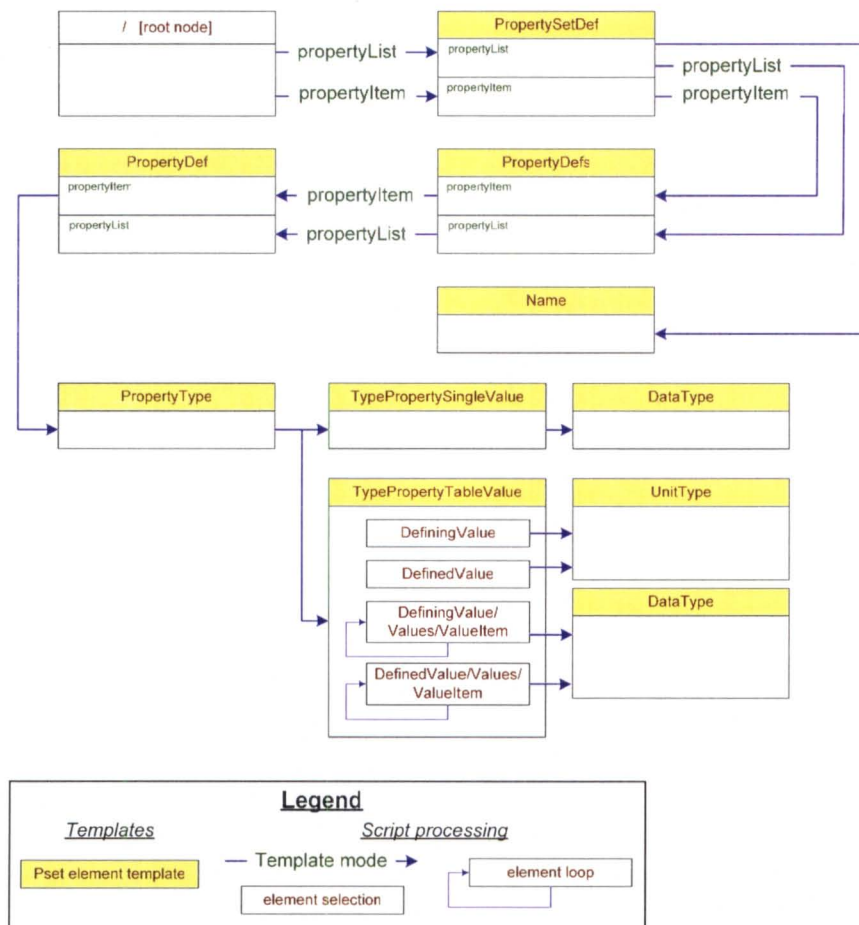 / [root node]
PropertySetDef
propertyList
propertyList
propertyList
propertyItem
propertyItem
propertyItem
PropertyDef
PropertyDefs
propertyItem
propertyItem
propertyItem
propertyList
propertyList
propertyList
Name
PropertyType
TypePropertySingleValue
DataType
TypePropertyTableValue
UnitType
DefiningValue
DefinedValue
DataType
DefiningValue/
Values/ValueItem
DefinedValue/Values/
ValueItem
Legend
Templates
Script processing
Pset element template
Template mode
element loop
element selection